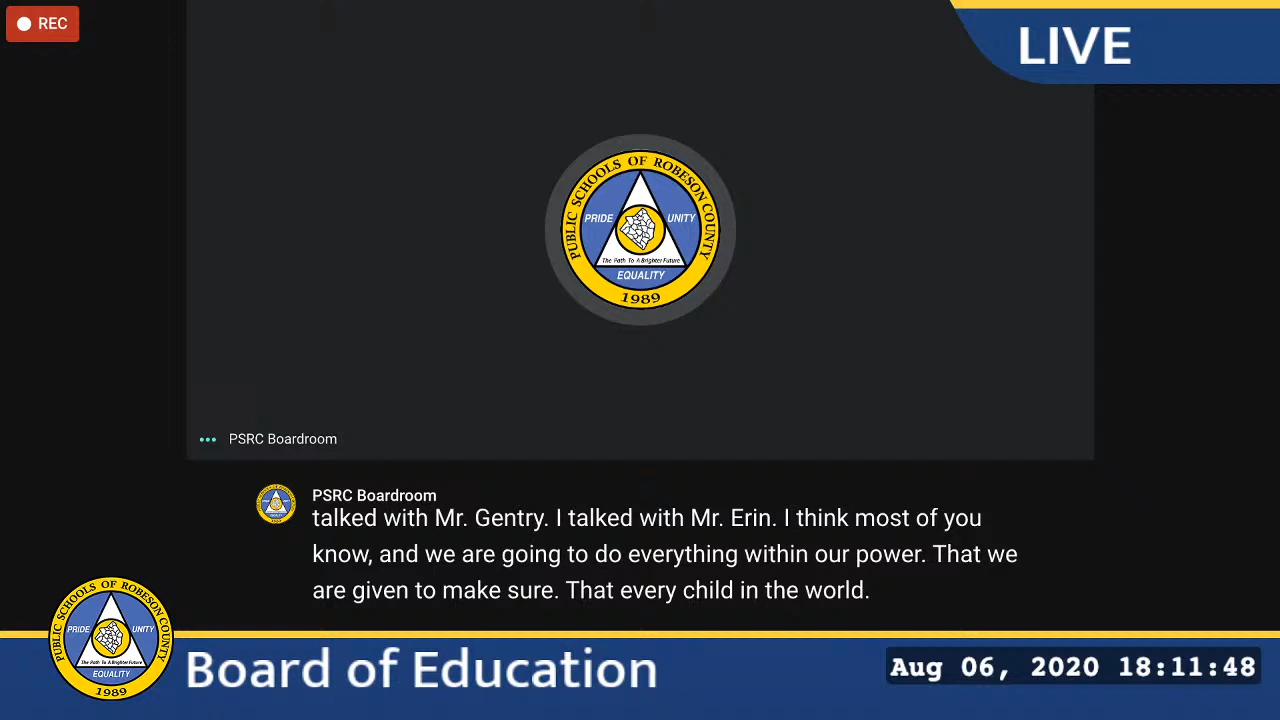 REC
LIVE
PUBLIC SCHOOLS OF ROBESON COUNTY
PRIDE
UNITY
The Path To A Brighter Future
EQUALITY
1989
PSRC Boardroom
PSRC Boardroom
talked with Mr. Gentry. I talked with Mr. Erin. I think most of you
know, and we are going to do everything within our power. That we
are given to make sure. That every child in the world.
PUBLIC SCHOOLS OF ROBESON COUNTY
PRIDE
UNITY
The Path To A Brighter Future
EQUALITY
1989
Board of Education
Aug 06, 2020 18:11:48